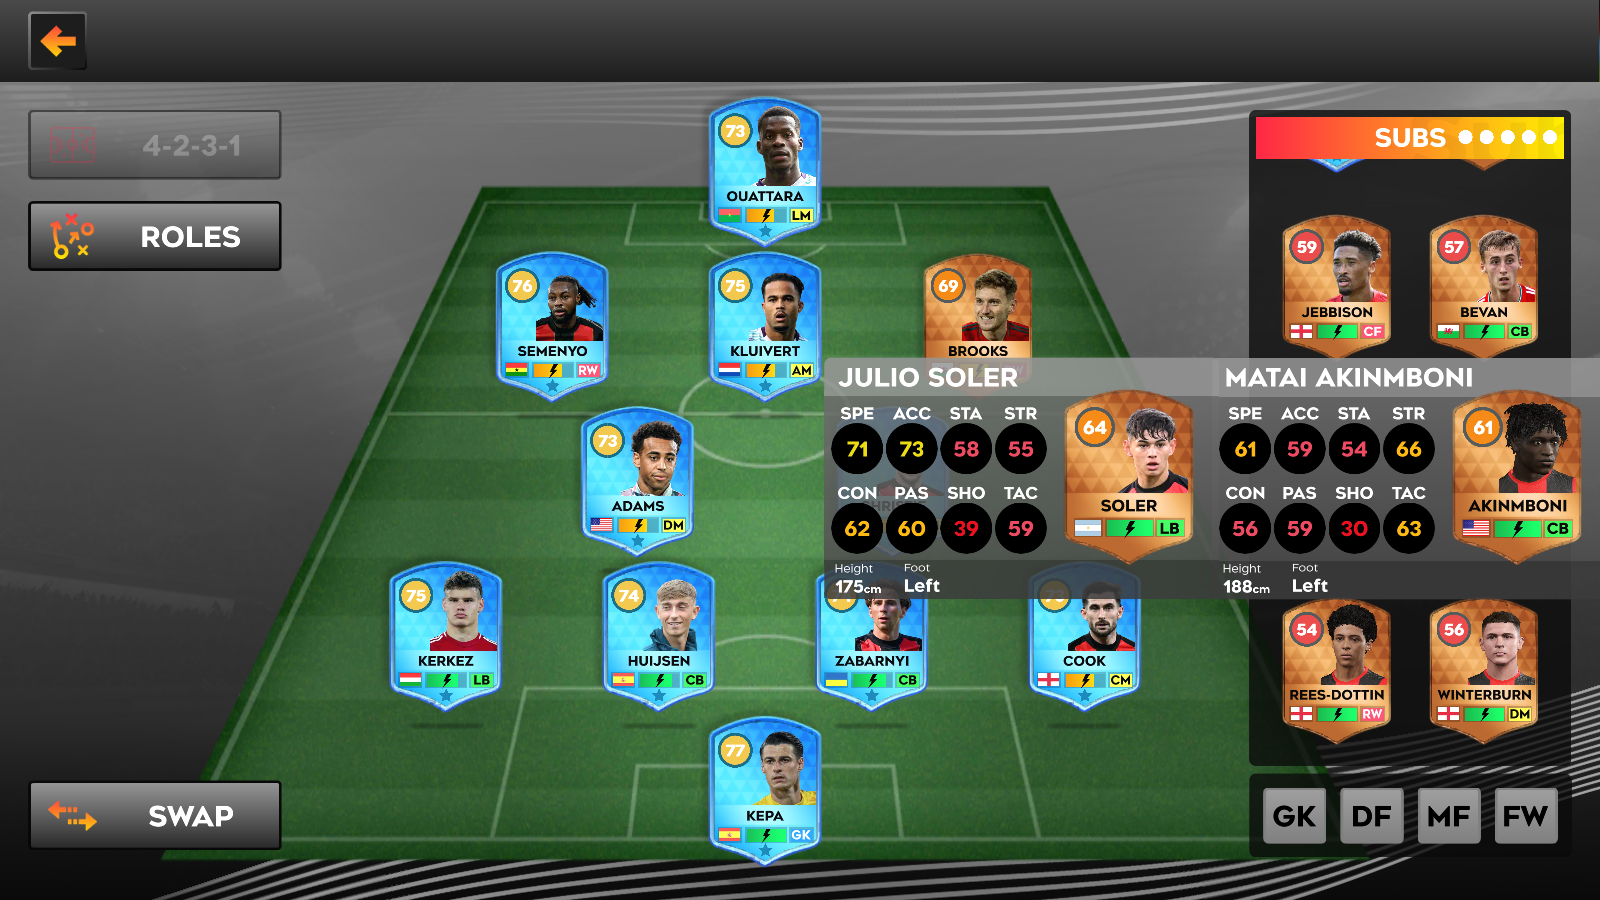 4-2-3-1
ROLES
SWAP
73
OUATTARA
LM
76
SEMENYO
RW
75
KLUIVERT
AM
69
BROOKS
73
ADAMS
DM
75
KERKEZ
LB
74
HUIJSEN
CB
ZABARNYI
CB
COOK
CM
77
KEPA
GK
SUBS
59
JEBBISON
CF
57
BEVAN
CB
JULIO SOLER
SPE ACC STA STR
71 73 58 55
CON PAS SHO TAC
62 60 39 59
Height Foot
175cm Left
64
SOLER
LB
MATAI AKINMBONI
SPE ACC STA STR
61 59 54 66
CON PAS SHO TAC
56 59 30 63
Height Foot
188cm Left
61
AKINMBONI
CB
54
REES-DOTTIN
RW
56
WINTERBURN
DM
GK DF MF FW